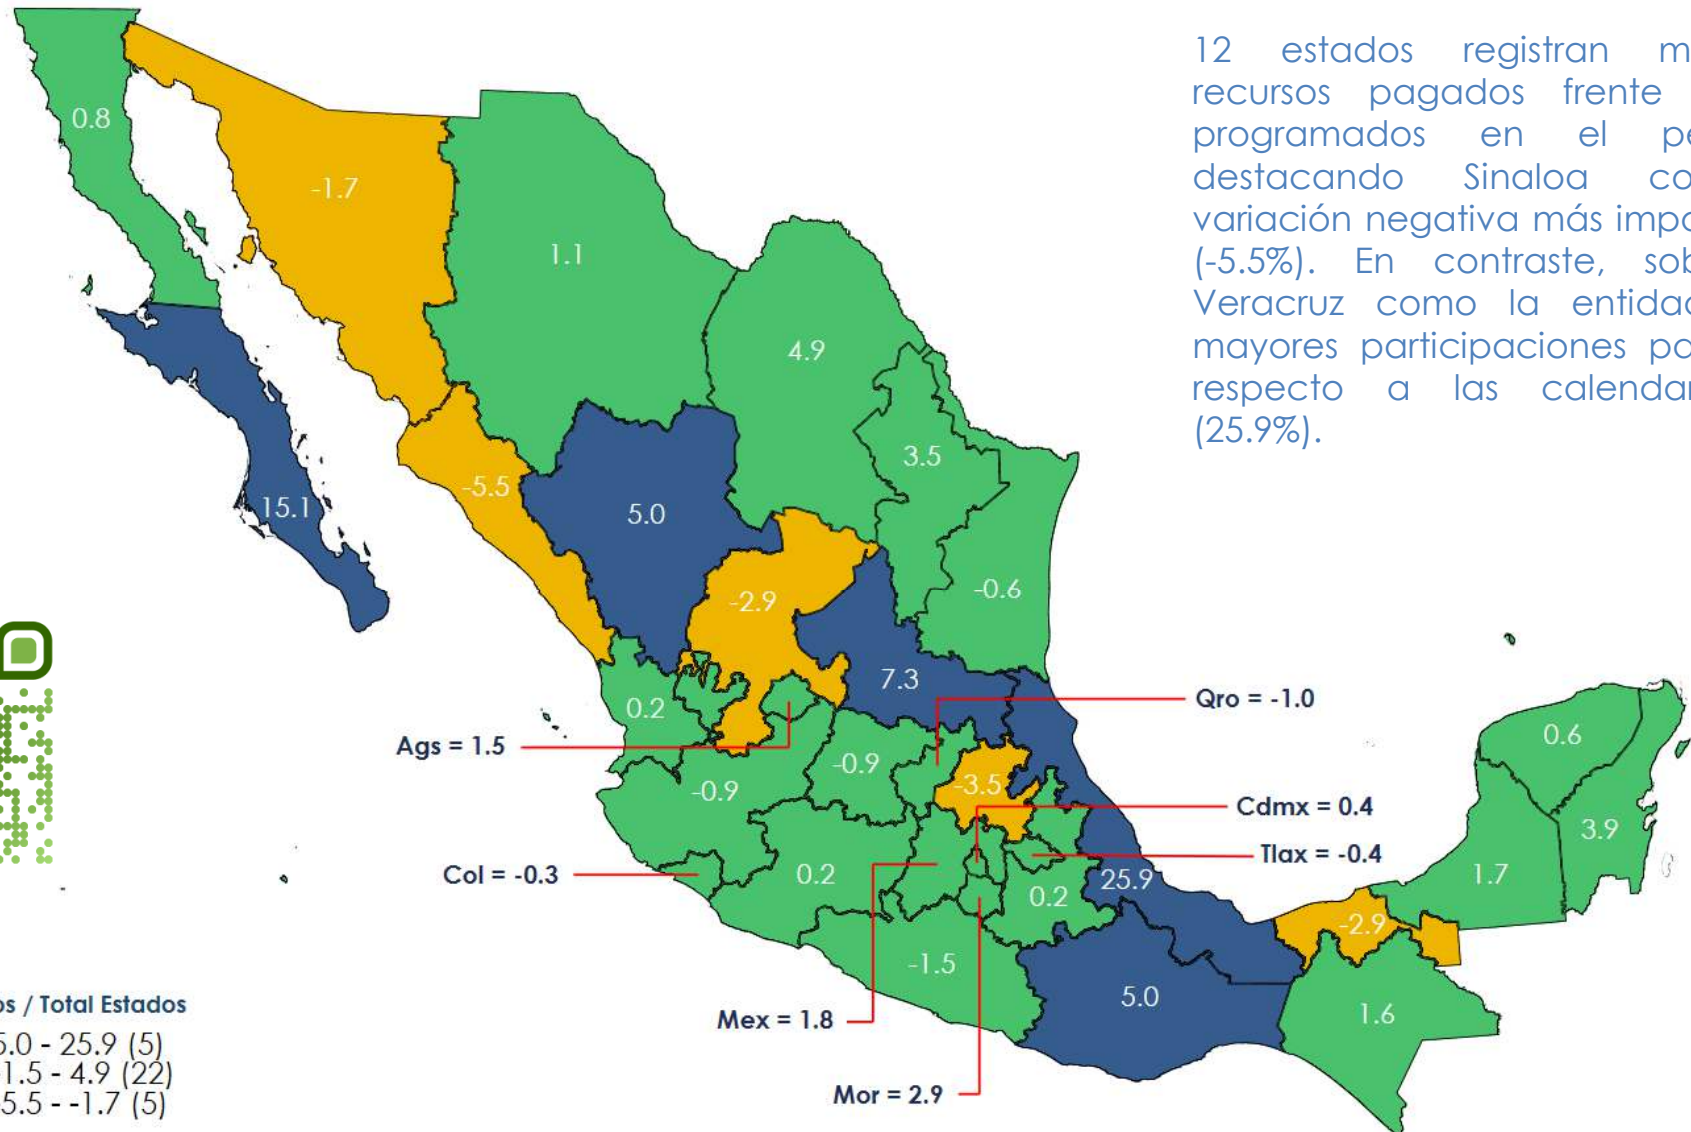 12 estados registran m
recursos pagados frente
programados en el pe
destacando Sinaloa co
variación negativa más impo
(-5.5%). En contraste, sob
Veracruz como la entidad
mayores participaciones pa
respecto a las calendar
(25.9%).
0.8
-1.7
1.1
4.9
3.5
-5.5
15.1
5.0
-0.6
-2.9
7.3
0.2
Qro = -1.0
Ags = 1.5
0.6
-0.9
-0.9
-3.5
Cdmx = 0.4
3.9
Tlax = -0.4
Col = -0.3
0.2
25.9
0.2
1.7
-2.9
-1.5
5.0
1.6
Mex = 1.8
Mor = 2.9
os / Total Estados
5.0 - 25.9 (5)
1.5 - 4.9 (22)
5.5 - -1.7 (5)